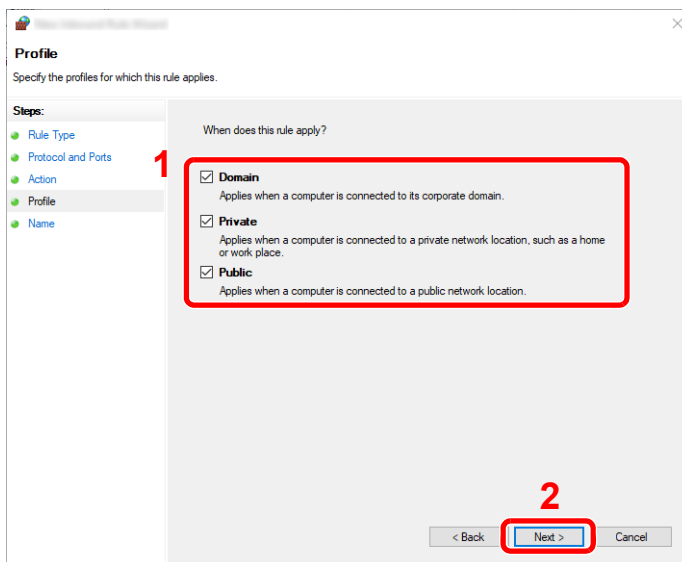 Profile
Specify the profiles for which this rule applies.
Steps:
Rule Type
Protocol and Ports
Action
Profile
Name
When does this rule apply?
1
Domain
Applies when a computer is connected to its corporate domain.
Private
Applies when a computer is connected to a private network location, such as a home
or work place.
Public
Applies when a computer is connected to a public network location.
2
< Back
Next >
Cancel